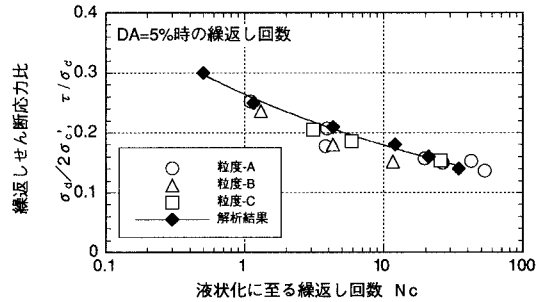 0.4
DA=5%時の繰返し回数
0.3
0.2
0.1
0
繰返しせん断応力比
σd/2σc', τ/σc
粒度-A
粒度-B
粒度-C
解析結果
0.1
1
10
100
液状化に至る繰返し回数 Nc